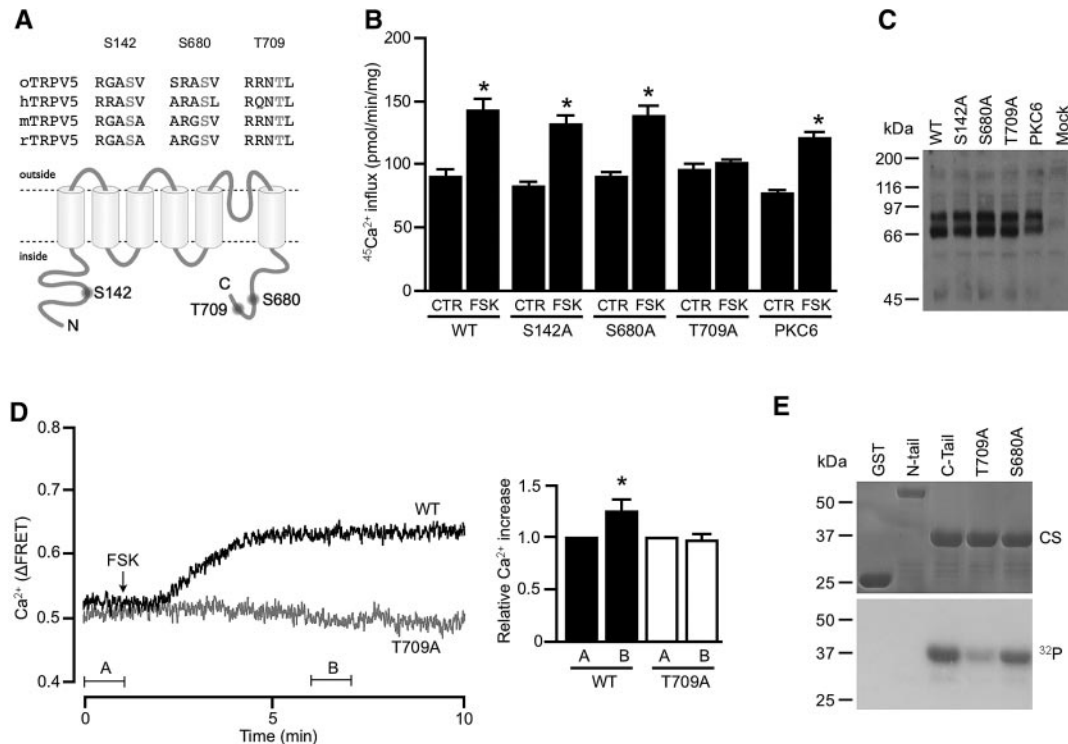 A
S142 S680 T709
oTRPV5 RGASV SRASV RRNTL
hTRPV5 RRASV ARASL RQNTL
mTRPV5 RGASA ARGSV RRNTL
rTRPV5 RGASA ARGSV RRNTL
outside
inside
S142
N
C
T709
S680
B
45Ca2+ influx (pmol/min/mg)
200
150
100
50
0
CTR FSK CTR FSK CTR FSK CTR FSK CTR FSK
WT S142A S680A T709A PKC6
* * * *
C
kDa WT S142A S680A T709A PKC6 Mock
200
116
97
66
45
D
Ca2+ (ΔFRET)
0.8
0.7
0.6
0.5
0.4
FSK
WT
T709A
A B
0 5 10
Time (min)
Relative Ca2+ increase
1.5
1.0
0.5
0
*
A B A B
WT T709A
E
kDa GST N-tail C-Tail T709A S680A
50
37 CS
25
50
37 32P
25